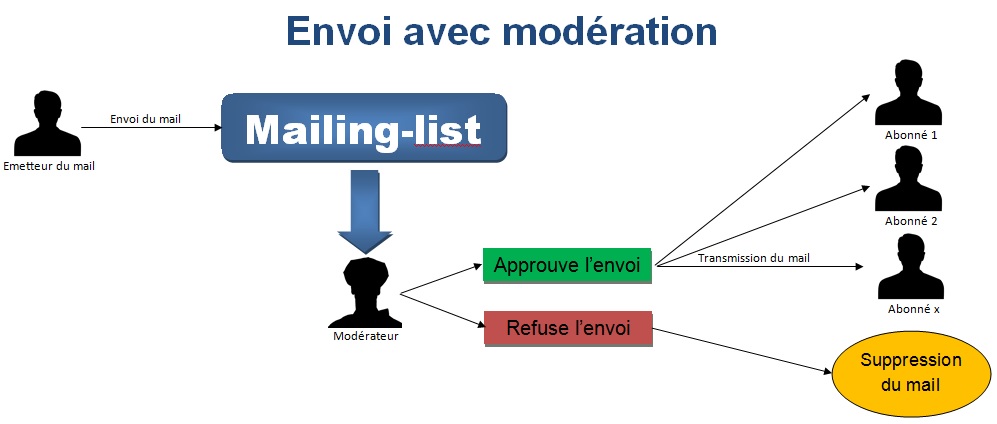 Envoi avec modération
Envoi du mail
Mailing-list
Emetteur du mail
Abonné 1
Abonné 2
Approuve l'envoi
Transmission du mail
Abonné x
Modérateur
Refuse l'envoi
Suppression
du mail